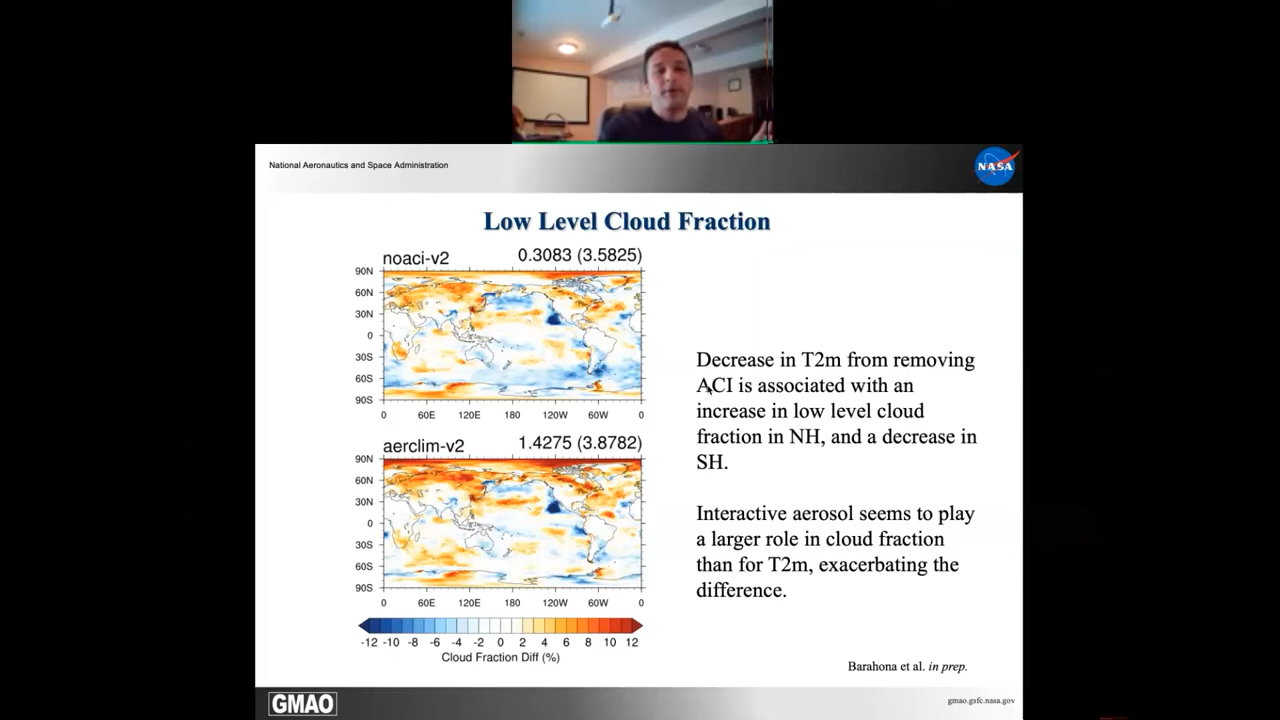 National Aeronautics and Space Administration
NASA
Low Level Cloud Fraction
noaci-v2 0.3083 (3.5825)
90N
60N
30N
0
30S
60S
90S
0 60E 120E 180 120W 60W 0
aerclim-v2 1.4275 (3.8782)
90N
60N
30N
0
30S
60S
90S
0 60E 120E 180 120W 60W 0
-12 -10 -8 -6 -4 -2 0 2 4 6 8 10 12
Cloud Fraction Diff (%)
Decrease in T2m from removing
ACI is associated with an
increase in low level cloud
fraction in NH, and a decrease in
SH.
Interactive aerosol seems to play
a larger role in cloud fraction
than for T2m, exacerbating the
difference.
Barahona et al. in prep.
GMAO
gmao.gsfc.nasa.gov